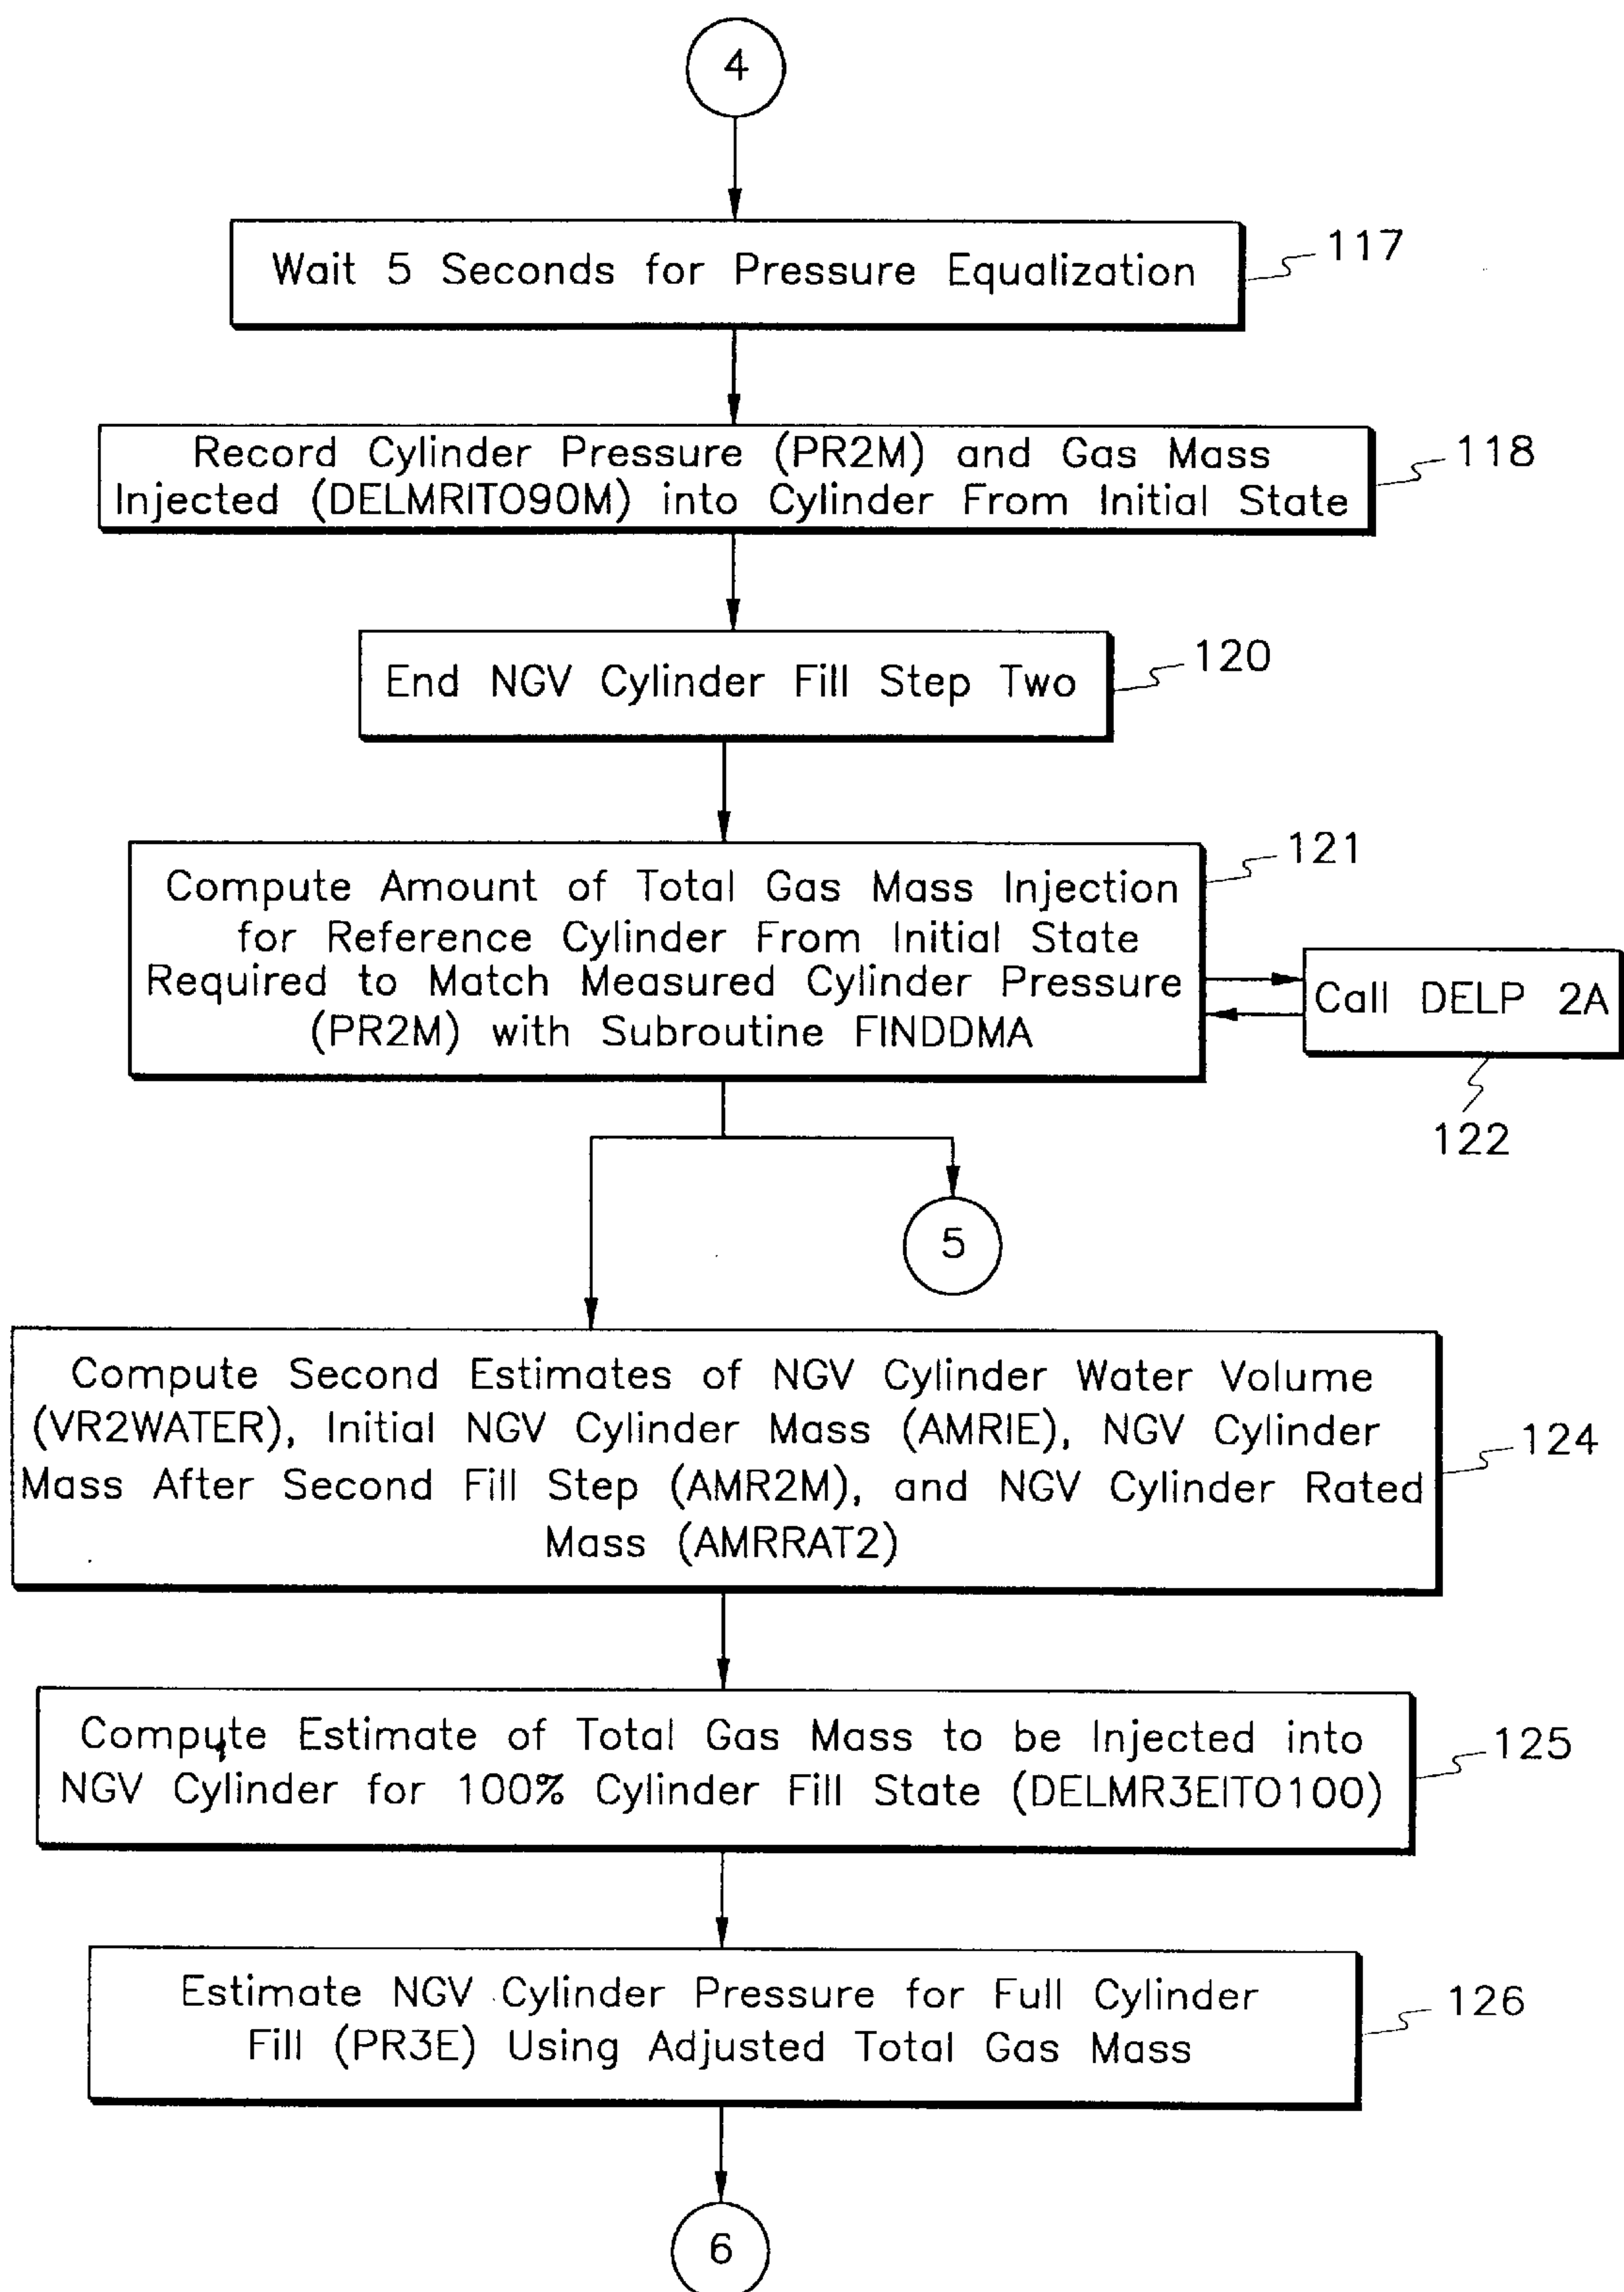 4
Wait 5 Seconds for Pressure Equalization
117
Record Cylinder Pressure (PR2M) and Gas Mass
Injected (DELMRITO90M) into Cylinder From Initial State
118
End NGV Cylinder Fill Step Two
120
Compute Amount of Total Gas Mass Injection
for Reference Cylinder From Initial State
Required to Match Measured Cylinder Pressure
(PR2M) with Subroutine FINDDMA
121
Call DELP 2A
122
5
Compute Second Estimates of NGV Cylinder Water Volume
(VR2WATER), Initial NGV Cylinder Mass (AMRIE), NGV Cylinder
Mass After Second Fill Step (AMR2M), and NGV Cylinder Rated
Mass (AMRRAT2)
124
Compute Estimate of Total Gas Mass to be Injected into
NGV Cylinder for 100% Cylinder Fill State (DELMR3EITO100)
125
Estimate NGV Cylinder Pressure for Full Cylinder
Fill (PR3E) Using Adjusted Total Gas Mass
126
6